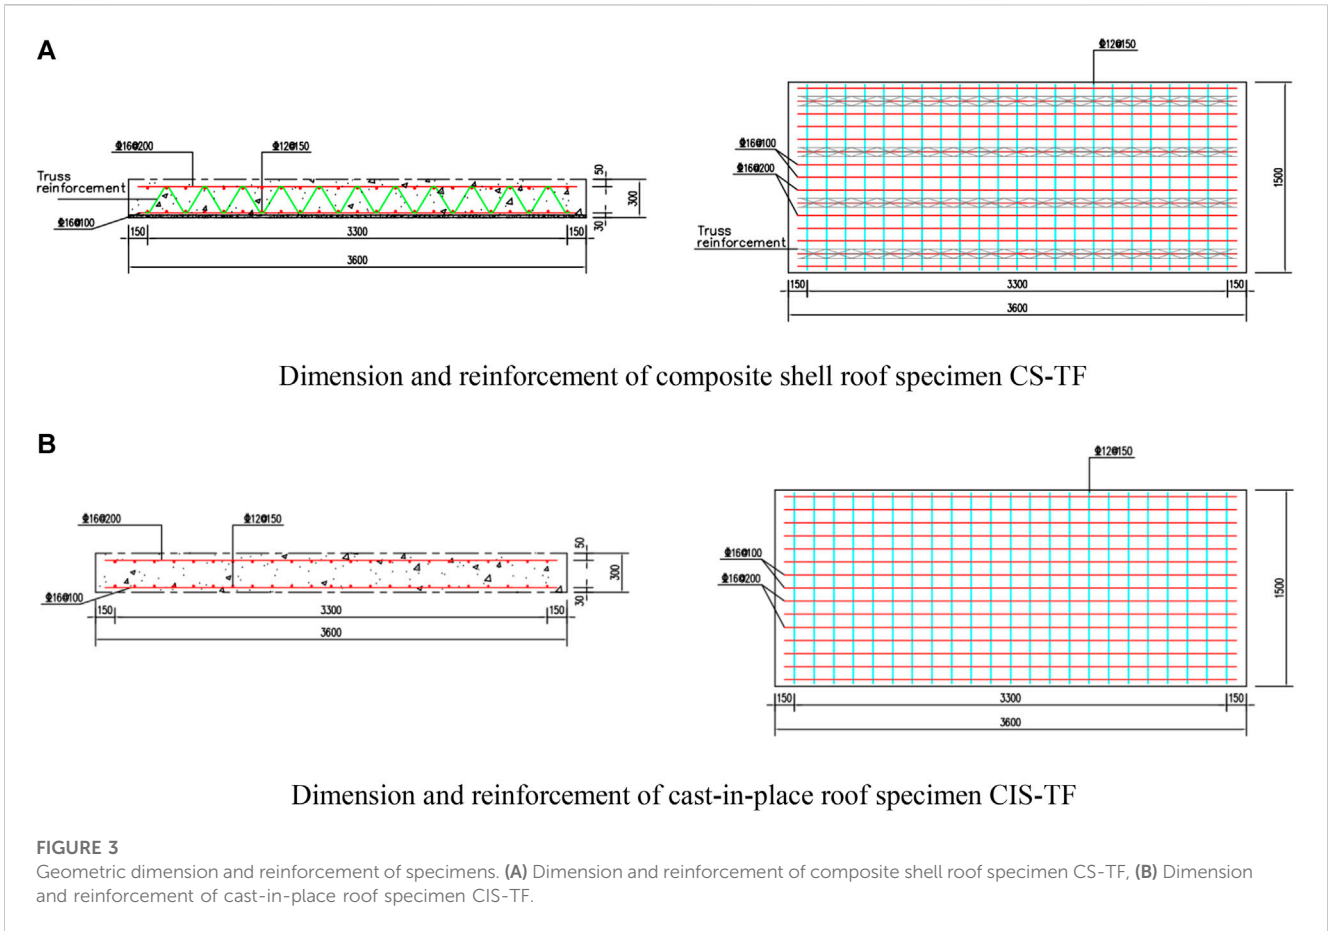 A
Φ12@150
Φ16@200
Φ12@150
Truss
reinforcement
Φ16@100
50
300
30
150
3300
150
3600
Φ16@100
Φ16@200
Truss
reinforcement
1500
150
3300
150
3600
Dimension and reinforcement of composite shell roof specimen CS-TF
B
Φ12@150
Φ16@200
Φ12@150
Φ16@100
50
300
30
150
3300
150
3600
Φ16@100
Φ16@200
1500
150
3300
150
3600
Dimension and reinforcement of cast-in-place roof specimen CIS-TF
FIGURE 3
Geometric dimension and reinforcement of specimens. (A) Dimension and reinforcement of composite shell roof specimen CS-TF, (B) Dimension
and reinforcement of cast-in-place roof specimen CIS-TF.